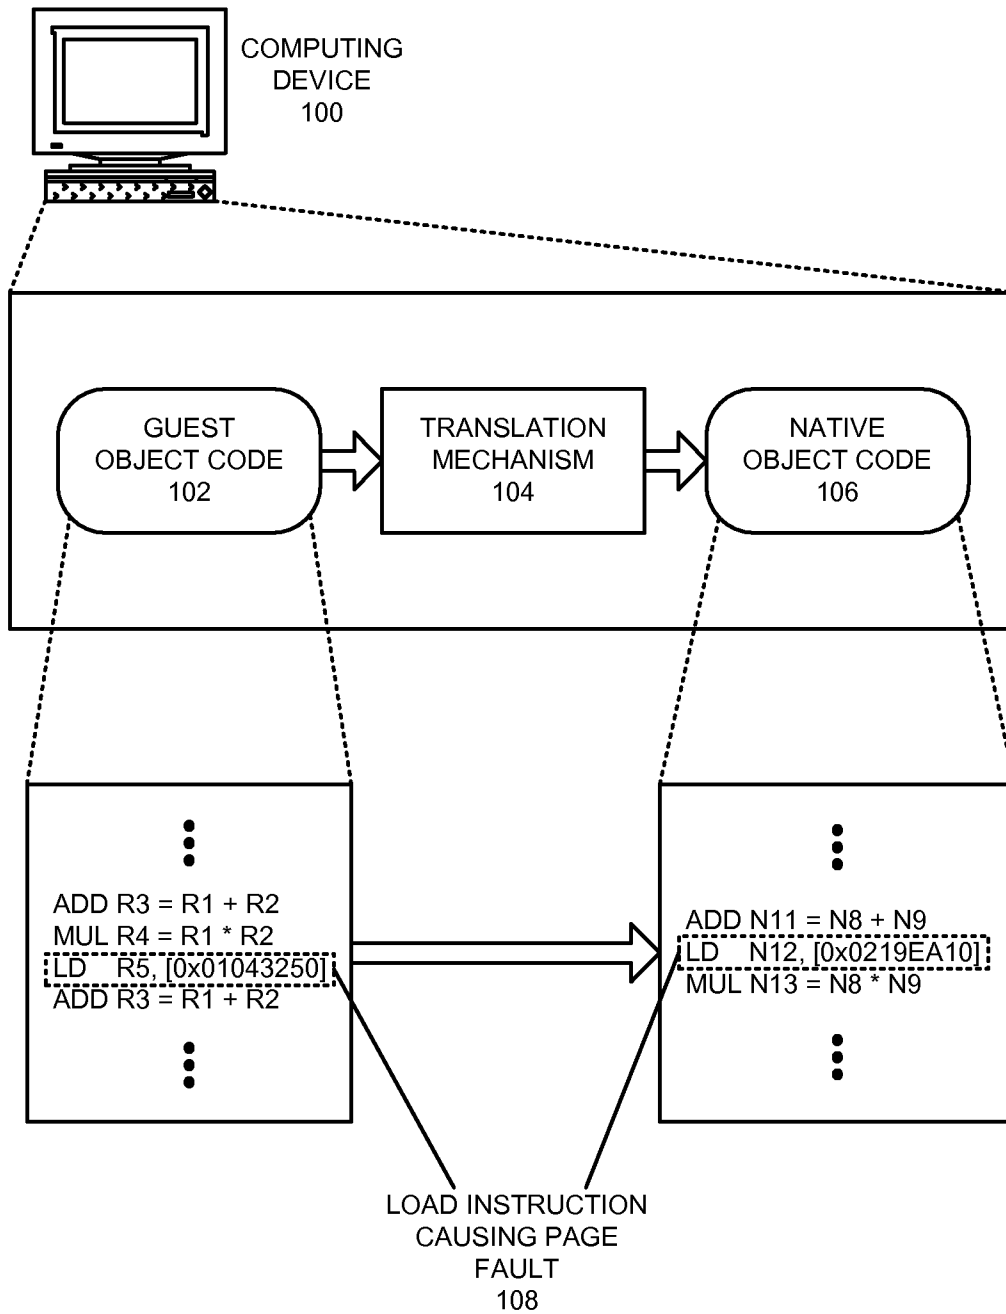 COMPUTING
DEVICE
100
GUEST
OBJECT CODE
102
TRANSLATION
MECHANISM
104
NATIVE
OBJECT CODE
106
ADD R3 = R1 + R2
MUL R4 = R1 * R2
LD R5, [0x01043250]
ADD R3 = R1 + R2
ADD N11 = N8 + N9
LD N12, [0x0219EA10]
MUL N13 = N8 * N9
LOAD INSTRUCTION
CAUSING PAGE
FAULT
108